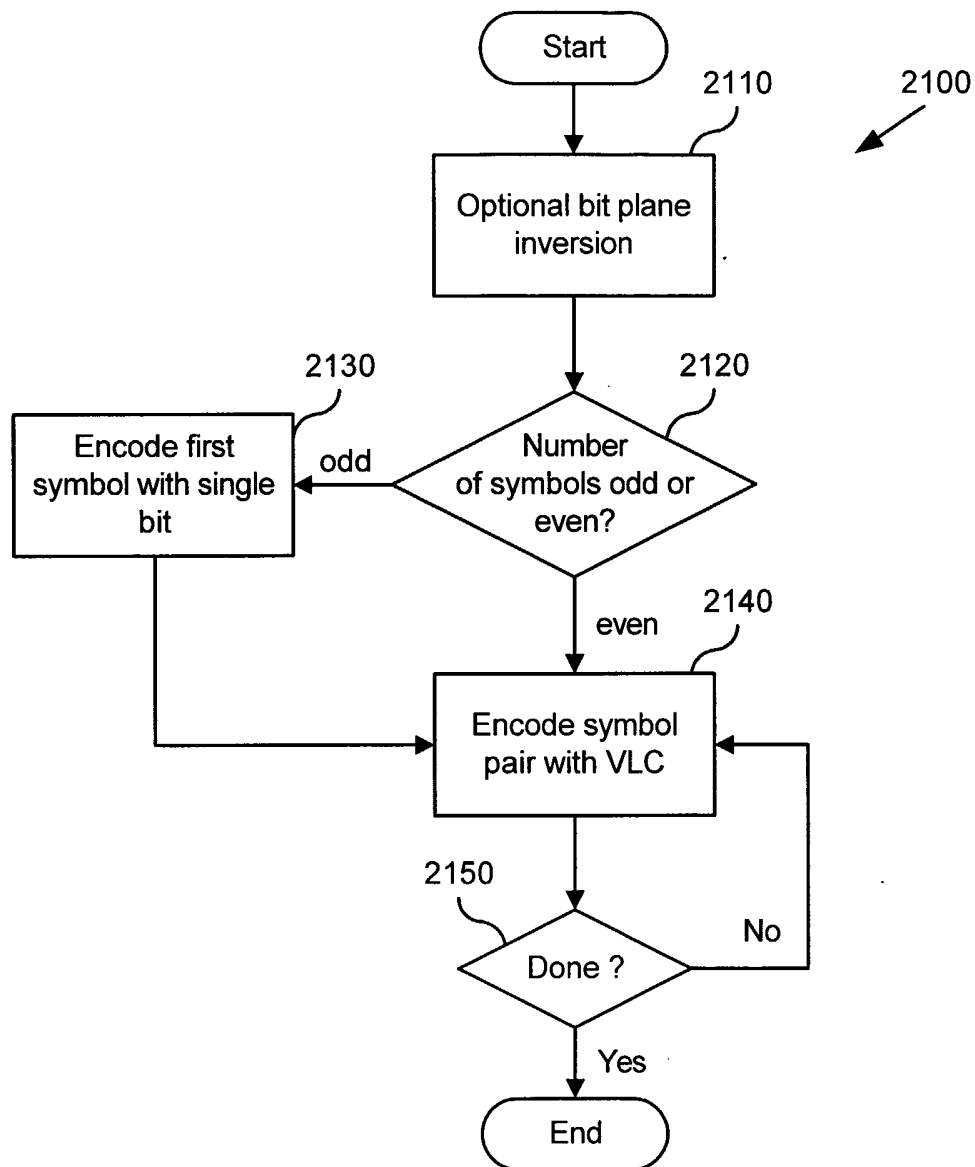 Start
2110
2100
Optional bit plane
inversion
2130
2120
Encode first
symbol with single
bit
odd
Number
of symbols odd or
even?
even
2140
Encode symbol
pair with VLC
2150
Done ?
No
Yes
End